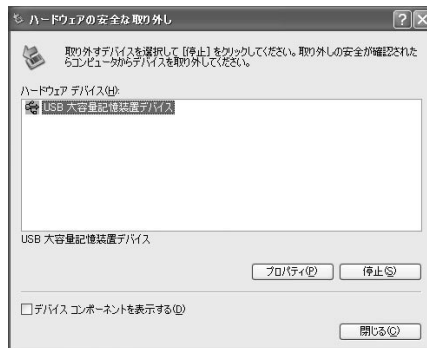 ハードウェアの安全な取り外し
取り外すデバイスを選択して [停止] をクリックしてください。取り外しの安全が確認された
らコンピュータからデバイスを取り外してください。
ハードウェア デバイス(H):
USB 大容量記憶装置デバイス
USB 大容量記憶装置デバイス
プロパティ(P)
停止(S)
デバイス コンポーネントを表示する(D)
閉じる(C)